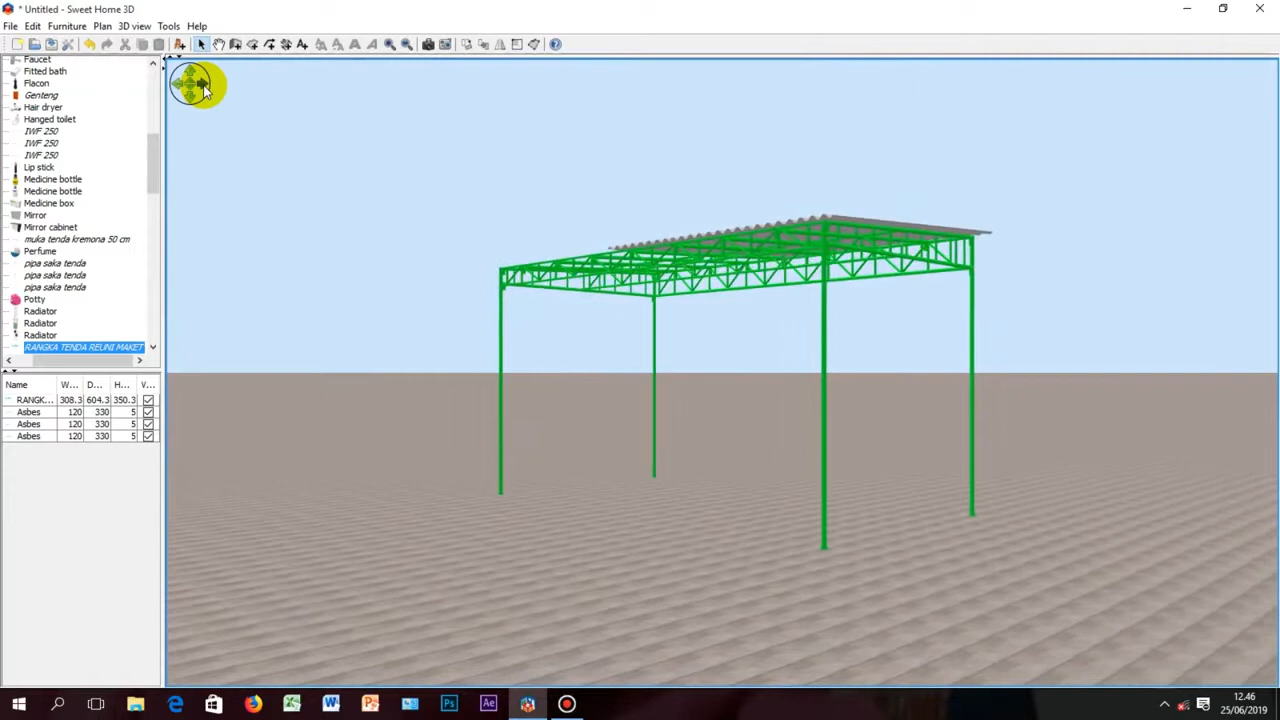 * Untitled - Sweet Home 3D
File Edit Furniture Plan 3D view Tools Help
Faucet
Fitted bath
Flacon
Genteng
Hair dryer
Hanged toilet
IWF 250
IWF 250
IWF 250
Lip stick
Medicine bottle
Medicine bottle
Medicine box
Mirror
Mirror cabinet
muka tenda kremona 50 cm
Perfume
pipa saka tenda
pipa saka tenda
pipa saka tenda
Potty
Radiator
Radiator
Radiator
RANGKA TENDA REUNI MAKET
Name W... D... H... V...
RANGK... 308.3 604.3 350.3
Asbes 120 330 5
Asbes 120 330 5
Asbes 120 330 5
12.46
25/06/2019